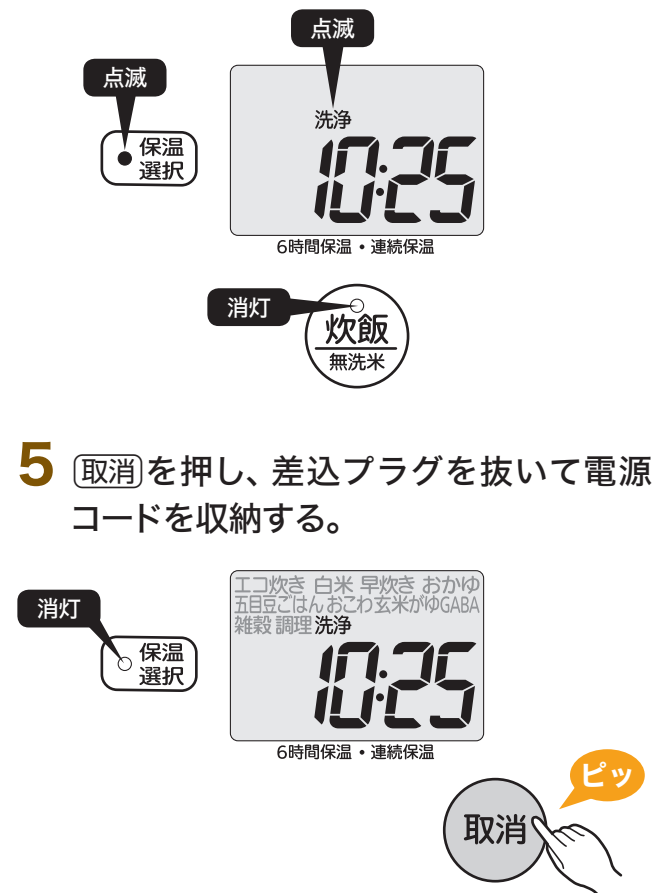 点滅
点滅
洗浄
保温
選択
10:25
6時間保温・連続保温
消灯
炊飯
無洗米
5 取消を押し、差込プラグを抜いて電源
コードを収納する。
エコ炊き 白米 早炊き おかゆ
五目豆ごはん おこわ 玄米がゆGABA
雑穀 調理 洗浄
消灯
保温
選択
10:25
6時間保温・連続保温
ピッ
取消